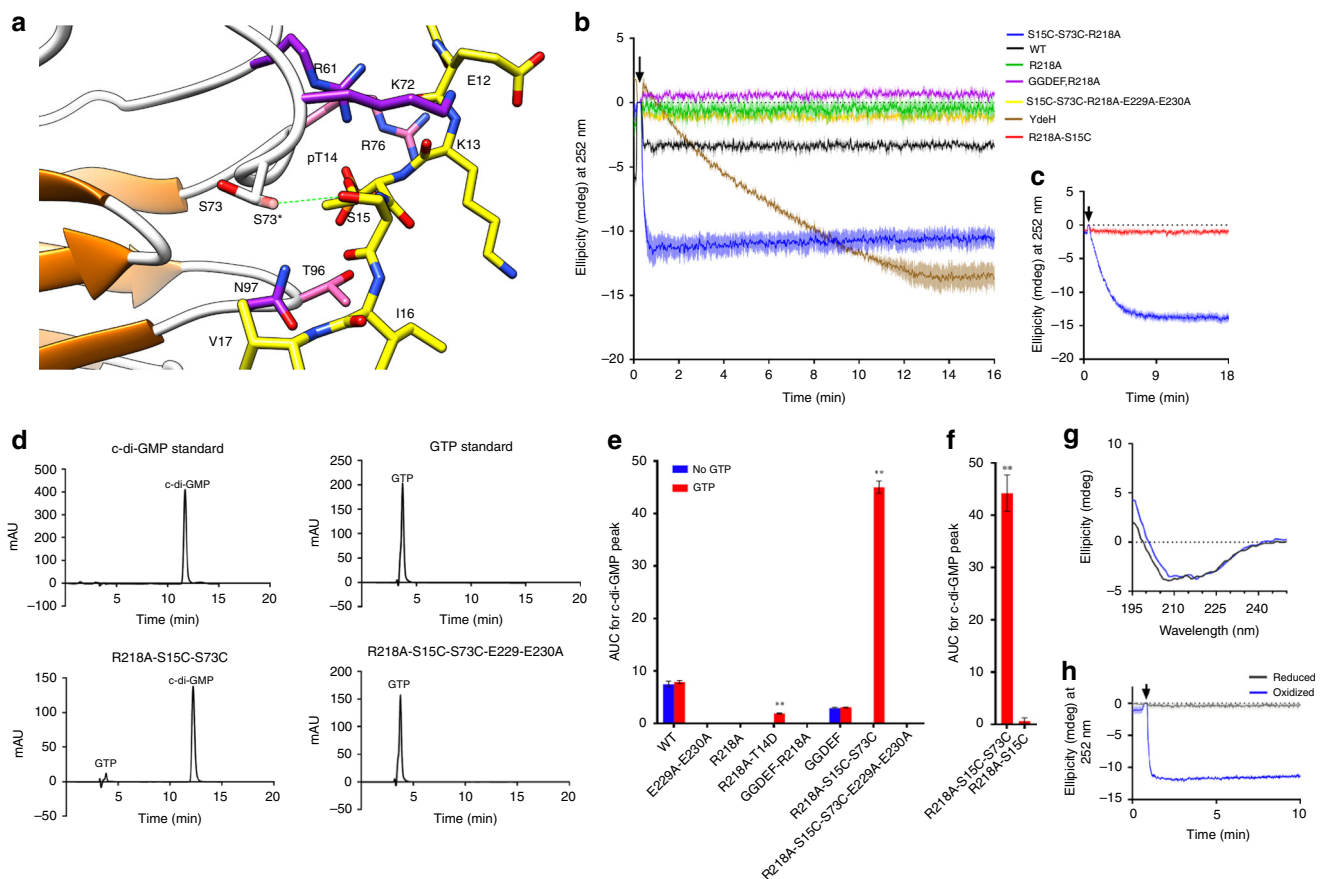 a
R61
K72
E12
R76
K13
pT14
S73
S73*
S15
T96
N97
I16
V17
b
Ellipicity (mdeg) at 252 nm
5
0
−5
−10
−15
−20
0 2 4 6 8 10 12 14 16
Time (min)
S15C-S73C-R218A
WT
R218A
GGDEF,R218A
S15C-S73C-R218A-E229A-E230A
YdeH
R218A-S15C
c
Ellipicity (mdeg) at 252 nm
5
0
−5
−10
−15
−20
0 9 18
Time (min)
d
c-di-GMP standard
mAU
500
400
300
200
100
0
−100
c-di-GMP
5 10 15 20
Time (min)
GTP standard
mAU
250
200
150
100
50
0
−50
GTP
5 10 15 20
Time (min)
R218A-S15C-S73C
mAU
150
100
50
0
−50
GTP
c-di-GMP
5 10 15 20
Time (min)
R218A-S15C-S73C-E229-E230A
mAU
200
150
100
50
0
−50
GTP
5 10 15 20
Time (min)
e
AUC for c-di-GMP peak
50
40
30
20
10
0
No GTP
GTP
**
**
WT
E229A-E230A
R218A
R218A-T14D
GGDEF-R218A
GGDEF
R218A-S15C-S73C
R218A-S15C-S73C-E229A-E230A
f
AUC for c-di-GMP peak
50
40
30
20
10
0
**
R218A-S15C-S73C
R218A-S15C
g
Ellipicity (mdeg)
10
5
0
−5
195 210 225 240
Wavelength (nm)
h
Ellipicity (mdeg) at
252 nm
0
−5
−10
−15
Reduced
Oxidized
0 5 10
Time (min)